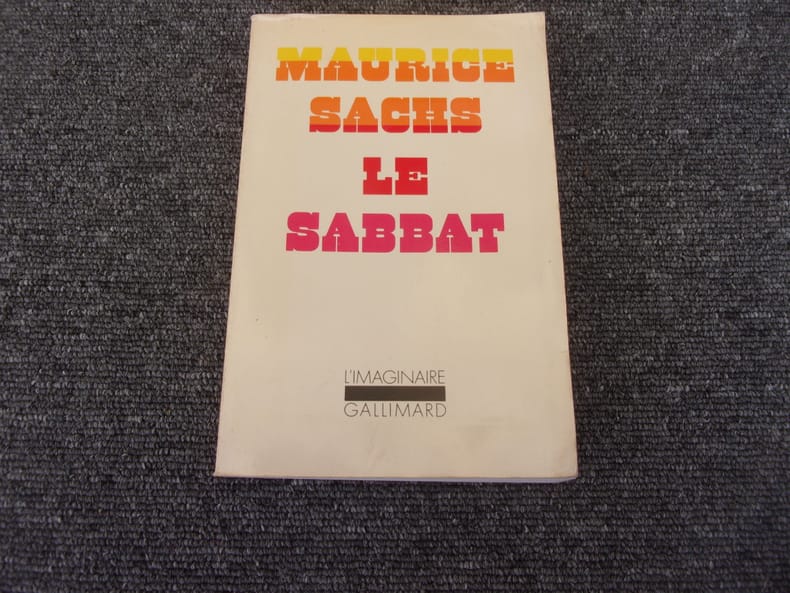 MAURICE
SACHS
LE
SABBAT
L'IMAGINAIRE
GALLIMARD